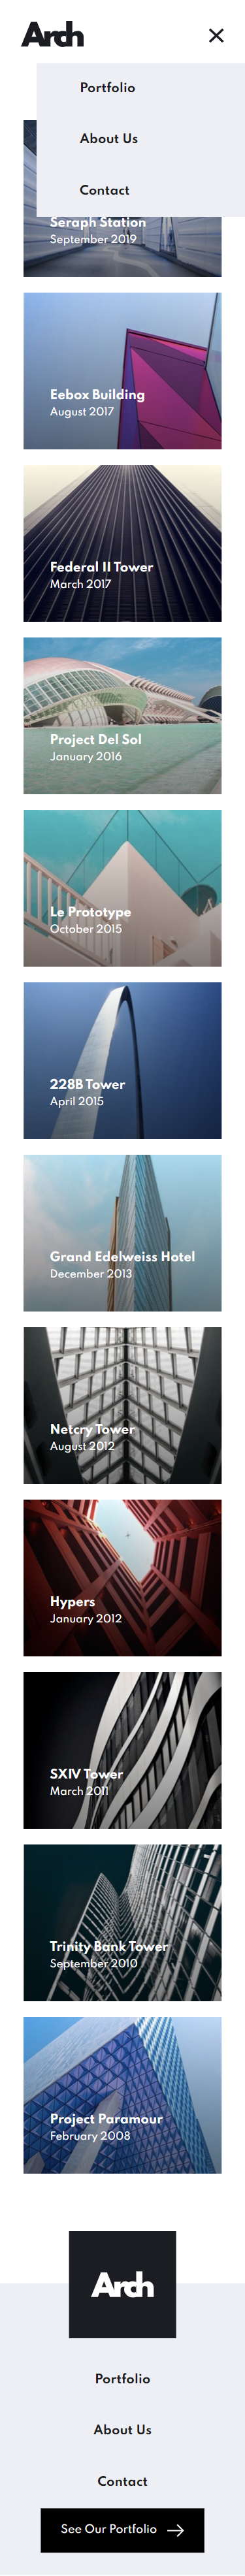 Arch
Portfolio
About Us
Contact
Seraph Station
September 2019
Eebox Building
August 2017
Federal II Tower
March 2017
Project Del Sol
January 2016
Le Prototype
October 2015
228B Tower
April 2015
Grand Edelweiss Hotel
December 2013
Netcry Tower
August 2012
Hypers
January 2012
SXIV Tower
March 2011
Trinity Bank Tower
September 2010
Project Paramour
February 2008
Arch
Portfolio
About Us
Contact
See Our Portfolio